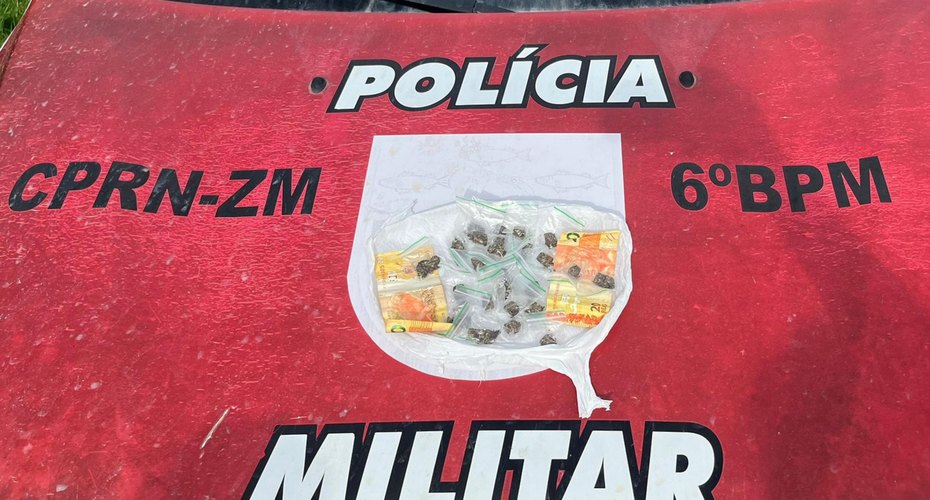 POLÍCIA
CPRN-ZM
6ºBPM
MILITAR